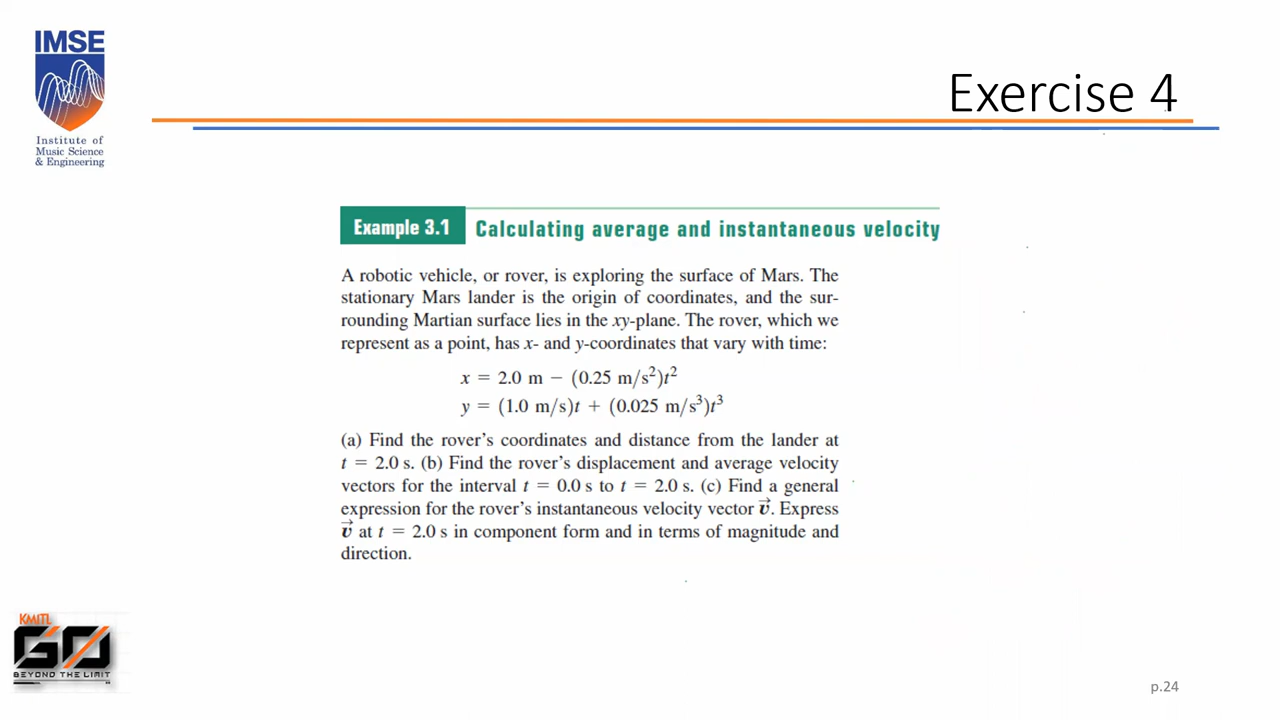 IMSE
Institute of
Music Science
& Engineering
Exercise 4
Example 3.1 Calculating average and instantaneous velocity
A robotic vehicle, or rover, is exploring the surface of Mars. The
stationary Mars lander is the origin of coordinates, and the sur-
rounding Martian surface lies in the xy-plane. The rover, which we
represent as a point, has x- and y-coordinates that vary with time:
x = 2.0 m − (0.25 m/s²)t²
y = (1.0 m/s)t + (0.025 m/s³)t³
(a) Find the rover's coordinates and distance from the lander at
t = 2.0 s. (b) Find the rover's displacement and average velocity
vectors for the interval t = 0.0 s to t = 2.0 s. (c) Find a general
expression for the rover's instantaneous velocity vector v⃗. Express
v⃗ at t = 2.0 s in component form and in terms of magnitude and
direction.
KMITL
GO
BEYOND THE LIMIT
p.24